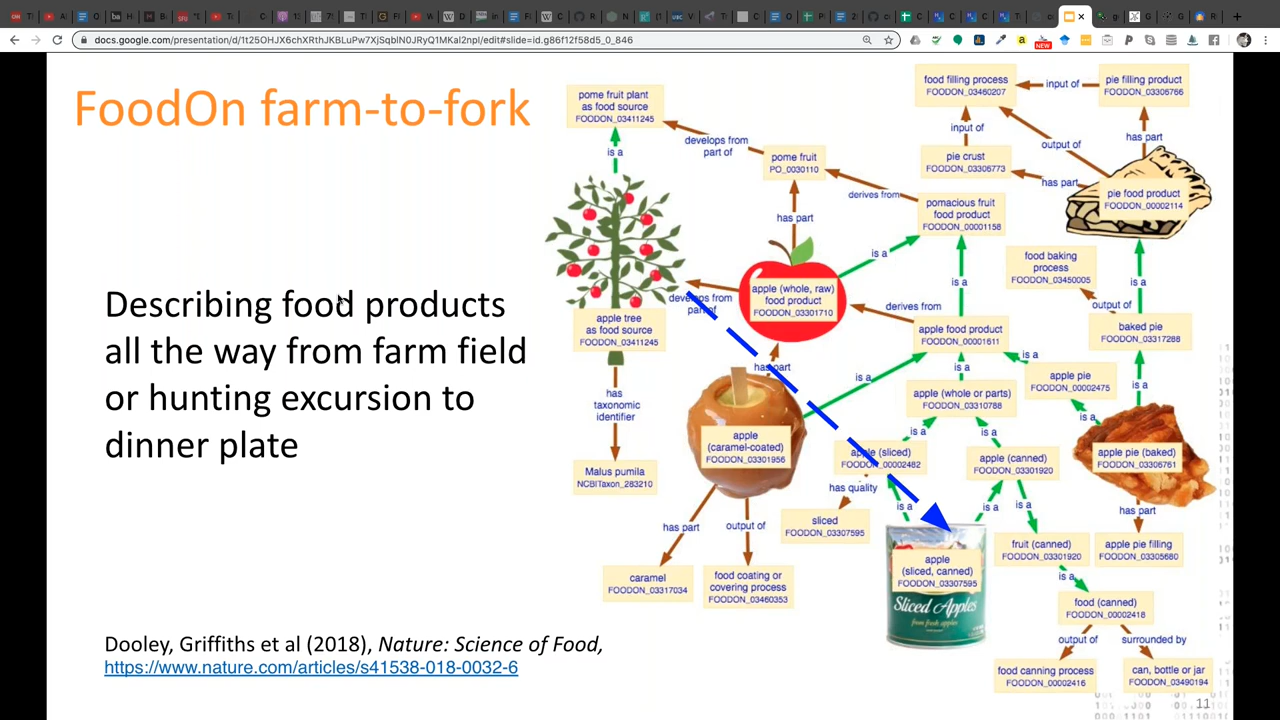 docs.google.com/presentation/d/1t25OHJX6chXRthJKBLuPw7XjSqblN0JRyQ1MKaI2npI/edit#slide=id.g86f12f58d5_0_846
NEW
FoodOn farm-to-fork
Describing food products
all the way from farm field
or hunting excursion to
dinner plate
Dooley, Griffiths et al (2018), Nature: Science of Food,
https://www.nature.com/articles/s41538-018-0032-6
pome fruit plant
as food source
FOODON_03411245
is a
develops from
part of
pome fruit
PO_0030110
has part
derives from
pomacious fruit
food product
FOODON_00001158
food filling process
FOODON_03460207
input of
pie filling product
FOODON_03306766
input of
output of
has part
pie crust
FOODON_03306773
has part
pie food product
FOODON_00002114
is a
is a
is a
food baking
process
FOODON_03450005
output of
baked pie
FOODON_03317288
develops from
part of
apple (whole, raw)
food product
FOODON_03301710
derives from
apple tree
as food source
FOODON_03411245
apple food product
FOODON_00001611
is a
is a
is a
is a
apple pie
FOODON_00002475
is a
has part
has
taxonomic
identifier
Malus pumila
NCBITaxon_283210
apple
(caramel-coated)
FOODON_03301956
apple (whole or parts)
FOODON_03310788
is a
is a
apple (sliced)
FOODON_00002482
apple (canned)
FOODON_03301920
apple pie (baked)
FOODON_03306761
has quality
sliced
FOODON_03307595
is a
is a
is a
has part
has part
output of
caramel
FOODON_03317034
food coating or
covering process
FOODON_03460353
apple
(sliced, canned)
FOODON_03307595
Sliced Apples
from fresh apples
fruit (canned)
FOODON_03301920
apple pie filling
FOODON_03305680
is a
food (canned)
FOODON_00002418
output of
surrounded by
food canning process
FOODON_00002416
can, bottle or jar
FOODON_03490194
11